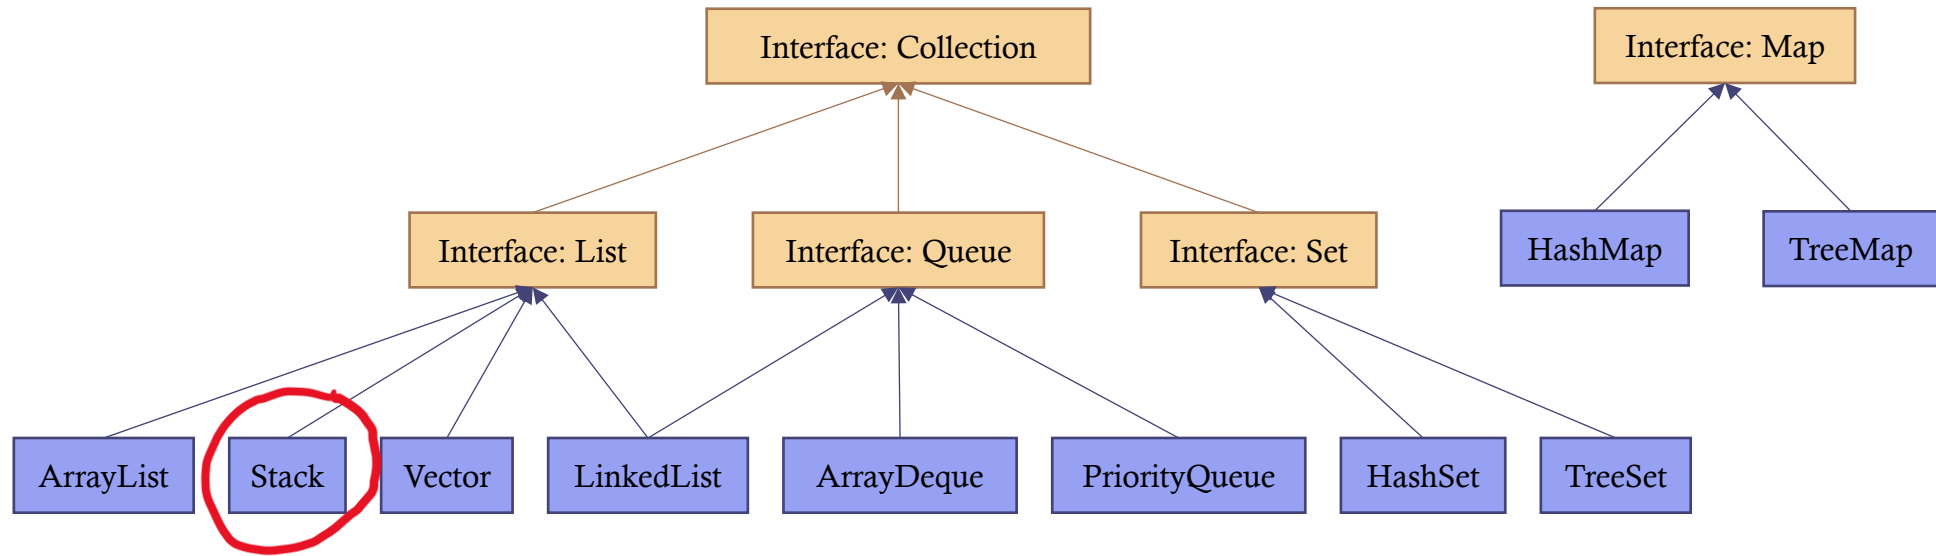 Interface: Collection
Interface: Map
Interface: List
Interface: Queue
Interface: Set
HashMap
TreeMap
ArrayList
Stack
Vector
LinkedList
ArrayDeque
PriorityQueue
HashSet
TreeSet